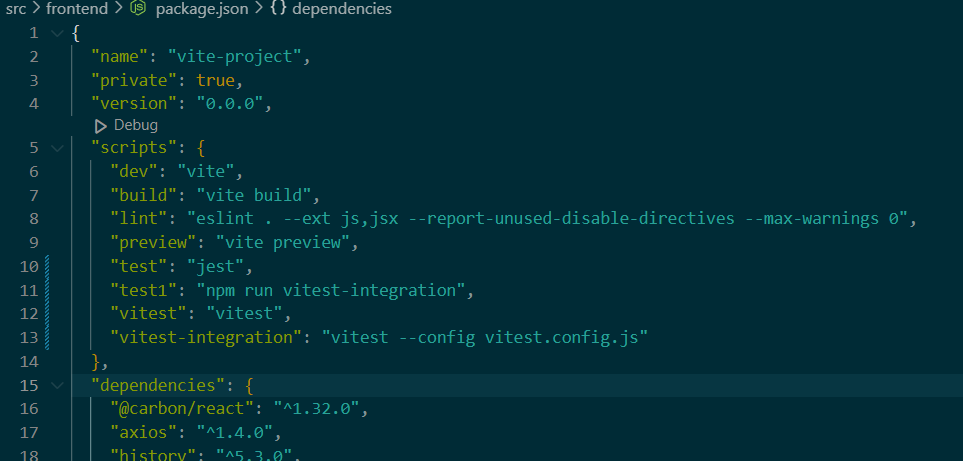 src > frontend > package.json > {} dependencies
1 {
2 "name": "vite-project",
3 "private": true,
4 "version": "0.0.0",
Debug
5 "scripts": {
6 "dev": "vite",
7 "build": "vite build",
8 "lint": "eslint . --ext js,jsx --report-unused-disable-directives --max-warnings 0",
9 "preview": "vite preview",
10 "test": "jest",
11 "test1": "npm run vitest-integration",
12 "vitest": "vitest",
13 "vitest-integration": "vitest --config vitest.config.js"
14 },
15 "dependencies": {
16 "@carbon/react": "^1.32.0",
17 "axios": "^1.4.0",
18 "history": "^5.3.0",